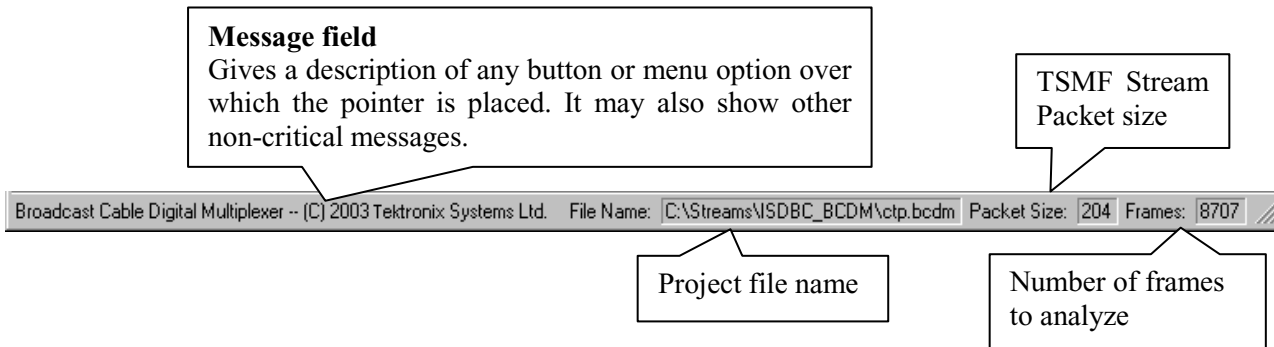 Message field
Gives a description of any button or menu option over
which the pointer is placed. It may also show other
non-critical messages.
TSMF Stream
Packet size
Broadcast Cable Digital Multiplexer -- (C) 2003 Tektronix Systems Ltd. File Name: C:\Streams\ISDBC_BCDM\ctp.bcdm Packet Size: 204 Frames: 8707
Project file name
Number of frames
to analyze